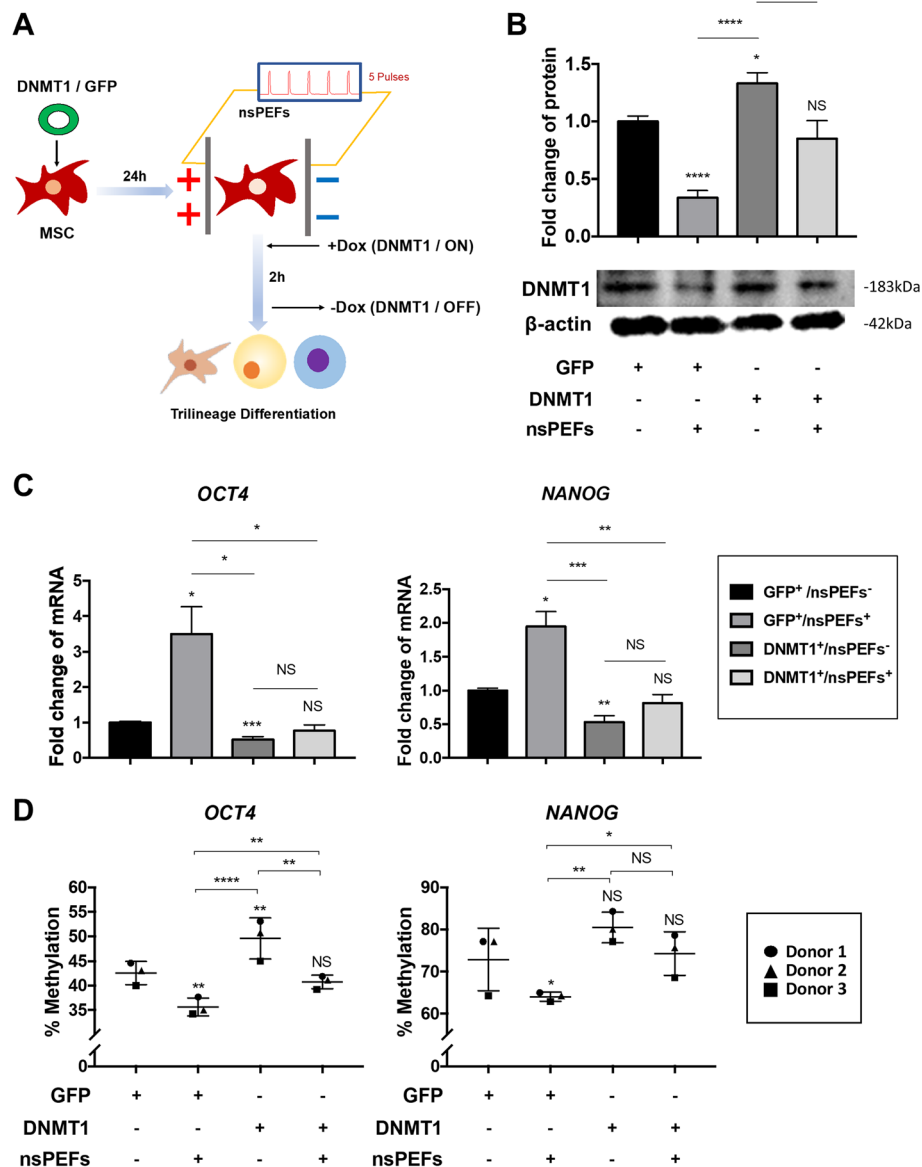 A
DNMT1 / GFP
5 Pulses
nsPEFs
24h
+
+
MSC
+Dox (DNMT1 / ON)
2h
-Dox (DNMT1 / OFF)
Trilineage Differentiation
B
Fold change of protein
1.5
1.0
0.5
0.0
****
****
*
NS
DNMT1
-183kDa
β-actin
-42kDa
GFP + + - -
DNMT1 - - + +
nsPEFs - + - +
C
OCT4
Fold change of mRNA
5
4
3
2
1
0
*
*
*
***
NS
NS
NANOG
Fold change of mRNA
2.5
2.0
1.5
1.0
0.5
0.0
**
***
*
NS
**
NS
GFP+ /nsPEFs-
GFP+/nsPEFs+
DNMT1+/nsPEFs-
DNMT1+/nsPEFs+
D
OCT4
% Methylation
60
55
50
45
40
35
0
**
**
****
**
**
NS
NANOG
% Methylation
90
80
70
60
0
*
NS
**
NS
NS
*
Donor 1
Donor 2
Donor 3
GFP + + - - + + - -
DNMT1 - - + + - - + +
nsPEFs - + - + - + - +